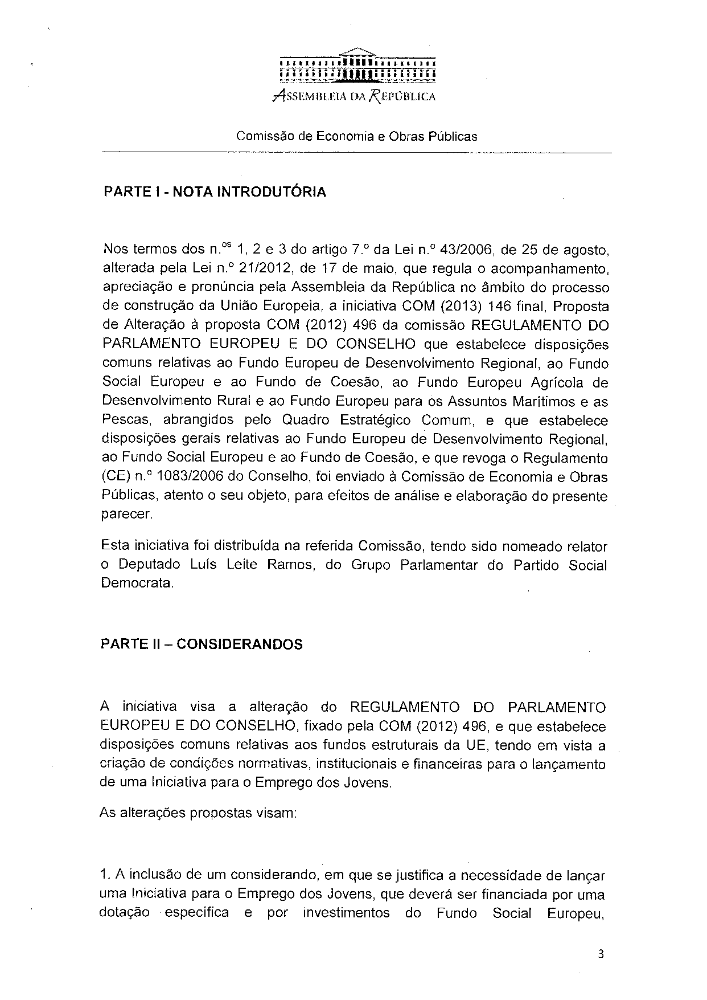 ASSEMBLEIA DA REPÚBLICA
Comissão de Economia e Obras Públicas
PARTE I - NOTA INTRODUTÓRIA
Nos termos dos n.ºs 1, 2 e 3 do artigo 7.º da Lei n.º 43/2006, de 25 de agosto,
alterada pela Lei n.º 21/2012, de 17 de maio, que regula o acompanhamento,
apreciação e pronúncia pela Assembleia da República no âmbito do processo
de construção da União Europeia, a iniciativa COM (2013) 146 final, Proposta
de Alteração à proposta COM (2012) 496 da comissão REGULAMENTO DO
PARLAMENTO EUROPEU E DO CONSELHO que estabelece disposições
comuns relativas ao Fundo Europeu de Desenvolvimento Regional, ao Fundo
Social Europeu e ao Fundo de Coesão, ao Fundo Europeu Agrícola de
Desenvolvimento Rural e ao Fundo Europeu para os Assuntos Marítimos e as
Pescas, abrangidos pelo Quadro Estratégico Comum, e que estabelece
disposições gerais relativas ao Fundo Europeu de Desenvolvimento Regional,
ao Fundo Social Europeu e ao Fundo de Coesão, e que revoga o Regulamento
(CE) n.º 1083/2006 do Conselho, foi enviado à Comissão de Economia e Obras
Públicas, atento o seu objeto, para efeitos de análise e elaboração do presente
parecer.
Esta iniciativa foi distribuída na referida Comissão, tendo sido nomeado relator
o Deputado Luís Leite Ramos, do Grupo Parlamentar do Partido Social
Democrata.
PARTE II – CONSIDERANDOS
A iniciativa visa a alteração do REGULAMENTO DO PARLAMENTO
EUROPEU E DO CONSELHO, fixado pela COM (2012) 496, e que estabelece
disposições comuns relativas aos fundos estruturais da UE, tendo em vista a
criação de condições normativas, institucionais e financeiras para o lançamento
de uma Iniciativa para o Emprego dos Jovens.
As alterações propostas visam:
1. A inclusão de um considerando, em que se justifica a necessidade de lançar
uma Iniciativa para o Emprego dos Jovens, que deverá ser financiada por uma
dotação específica e por investimentos do Fundo Social Europeu,
3